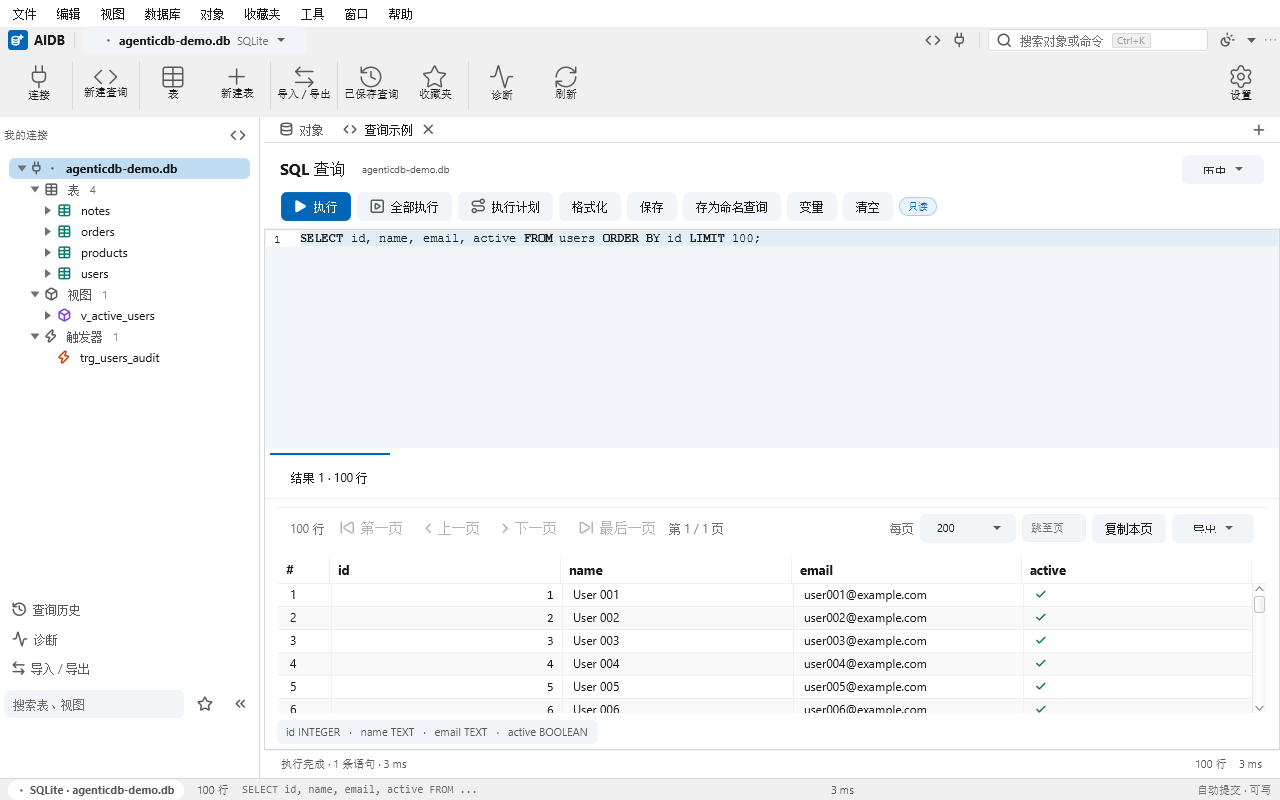 文件 编辑 视图 数据库 对象 收藏夹 工具 窗口 帮助
AIDB · agenticdb-demo.db SQLite 搜索对象或命令 Ctrl+K ···
连接 新建查询 表 新建表 导入 / 导出 已保存查询 收藏夹 诊断 刷新 设置
我的连接
· agenticdb-demo.db
表 4
notes
orders
products
users
视图 1
v_active_users
触发器 1
trg_users_audit
查询历史
诊断
导入 / 导出
搜索表、视图
对象 查询示例
SQL 查询 agenticdb-demo.db 历史
执行 全部执行 执行计划 格式化 保存 存为命名查询 变量 清空 只读
1 SELECT id, name, email, active FROM users ORDER BY id LIMIT 100;
结果 1 · 100 行
100 行 第一页 上一页 下一页 最后一页 第 1 / 1 页 每页 200 跳至页 复制本页 导出
# id name email active
1 1 User 001 user001@example.com
2 2 User 002 user002@example.com
3 3 User 003 user003@example.com
4 4 User 004 user004@example.com
5 5 User 005 user005@example.com
6 6 User 006 user006@example.com
id INTEGER · name TEXT · email TEXT · active BOOLEAN
执行完成 · 1 条语句 · 3 ms 100 行 3 ms
· SQLite · agenticdb-demo.db 100 行 SELECT id, name, email, active FROM ... 3 ms 自动提交 · 可写